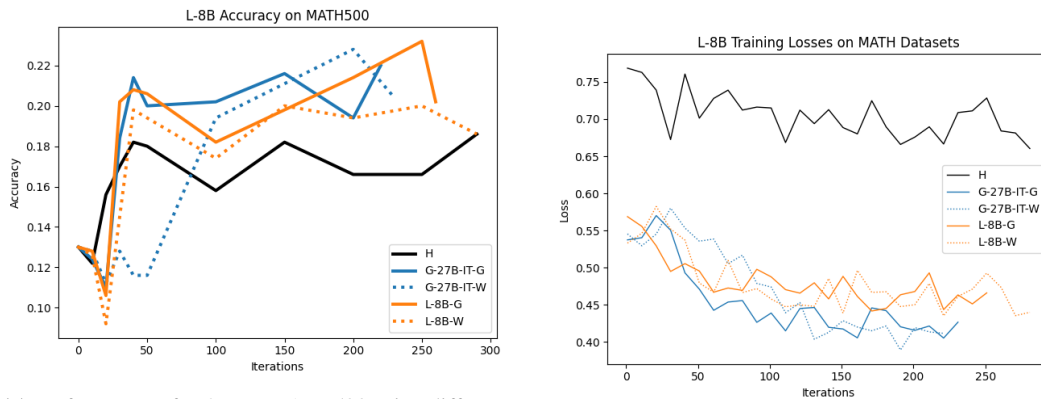 L-8B Accuracy on MATH500
Accuracy
0.22
0.20
0.18
0.16
0.14
0.12
0.10
H
G-27B-IT-G
G-27B-IT-W
L-8B-G
L-8B-W
0
50
100
150
200
250
300
Iterations
L-8B Training Losses on MATH Datasets
Loss
0.75
0.70
0.65
0.60
0.55
0.50
0.45
0.40
H
G-27B-IT-G
G-27B-IT-W
L-8B-G
L-8B-W
0
50
100
150
200
250
Iterations